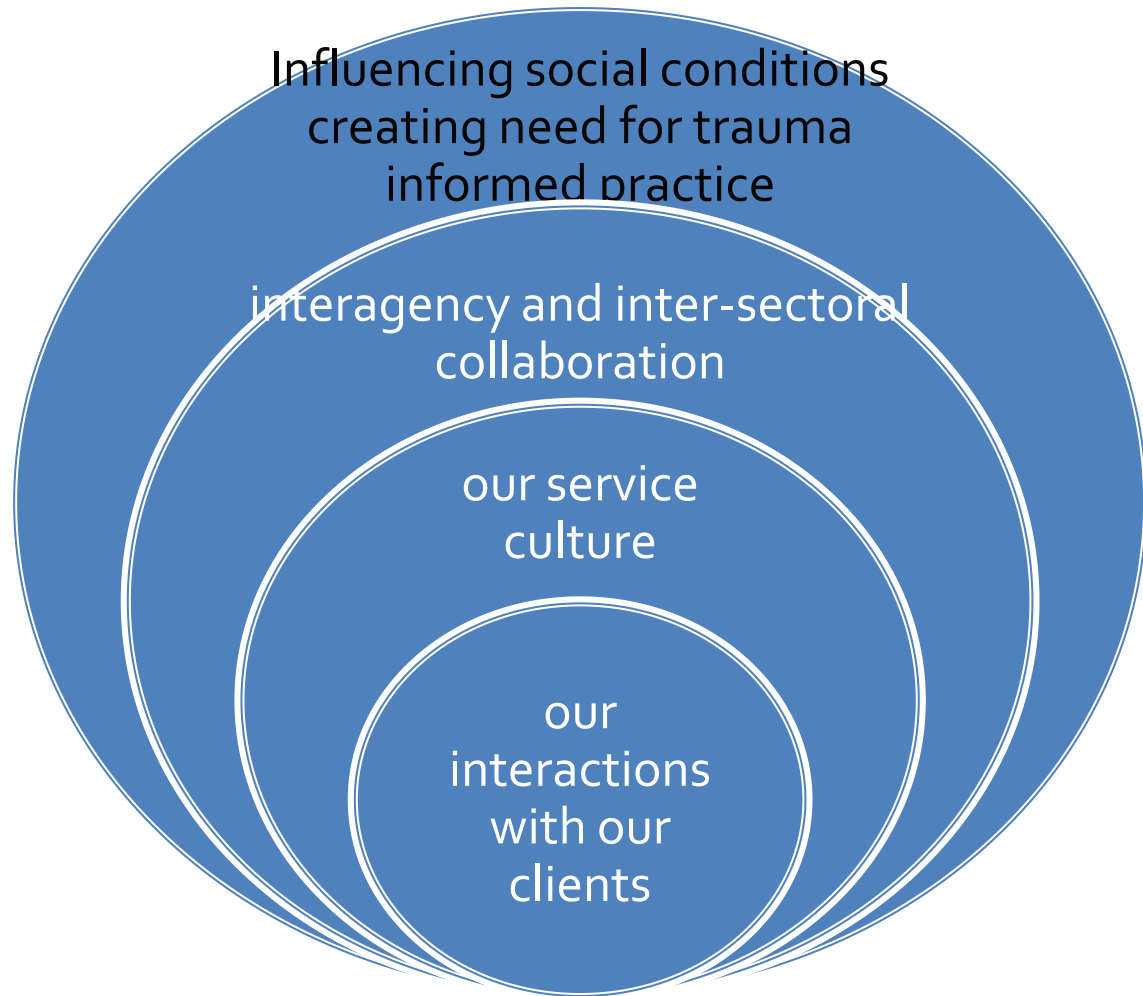 Influencing social conditions
creating need for trauma
informed practice
interagency and inter-sectoral
collaboration
our service
culture
our
interactions
with our
clients